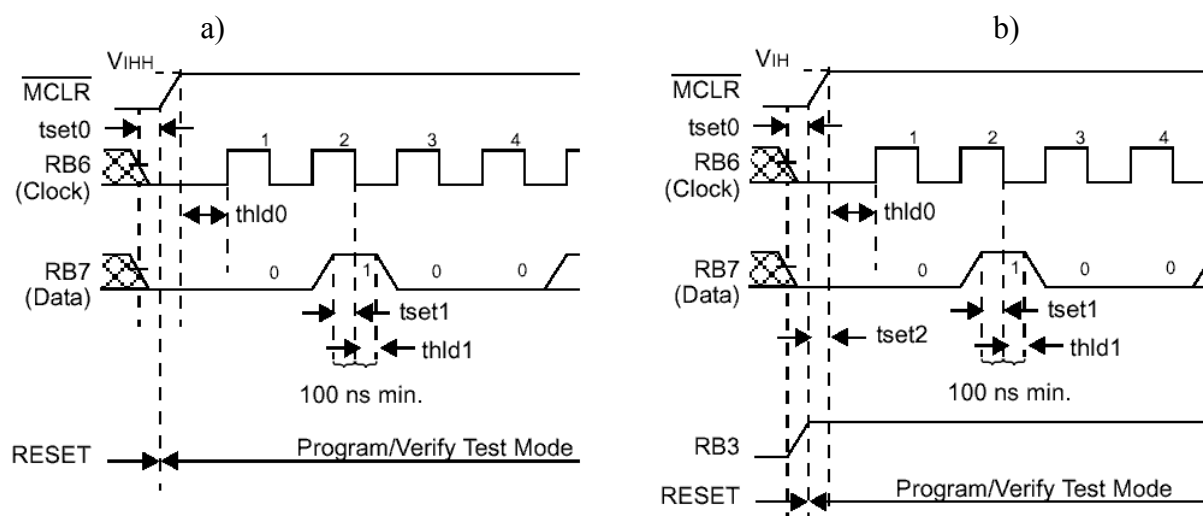 a)
VIHH
MCLR
tset0
1 2 3 4
RB6
(Clock)
thld0
RB7
(Data)
0 1 0 0
tset1
thld1
100 ns min.
RESET
Program/Verify Test Mode
b)
VIH
MCLR
tset0
1 2 3 4
RB6
(Clock)
thld0
RB7
(Data)
0 1 0 0
tset1
tset2
thld1
100 ns min.
RB3
RESET
Program/Verify Test Mode